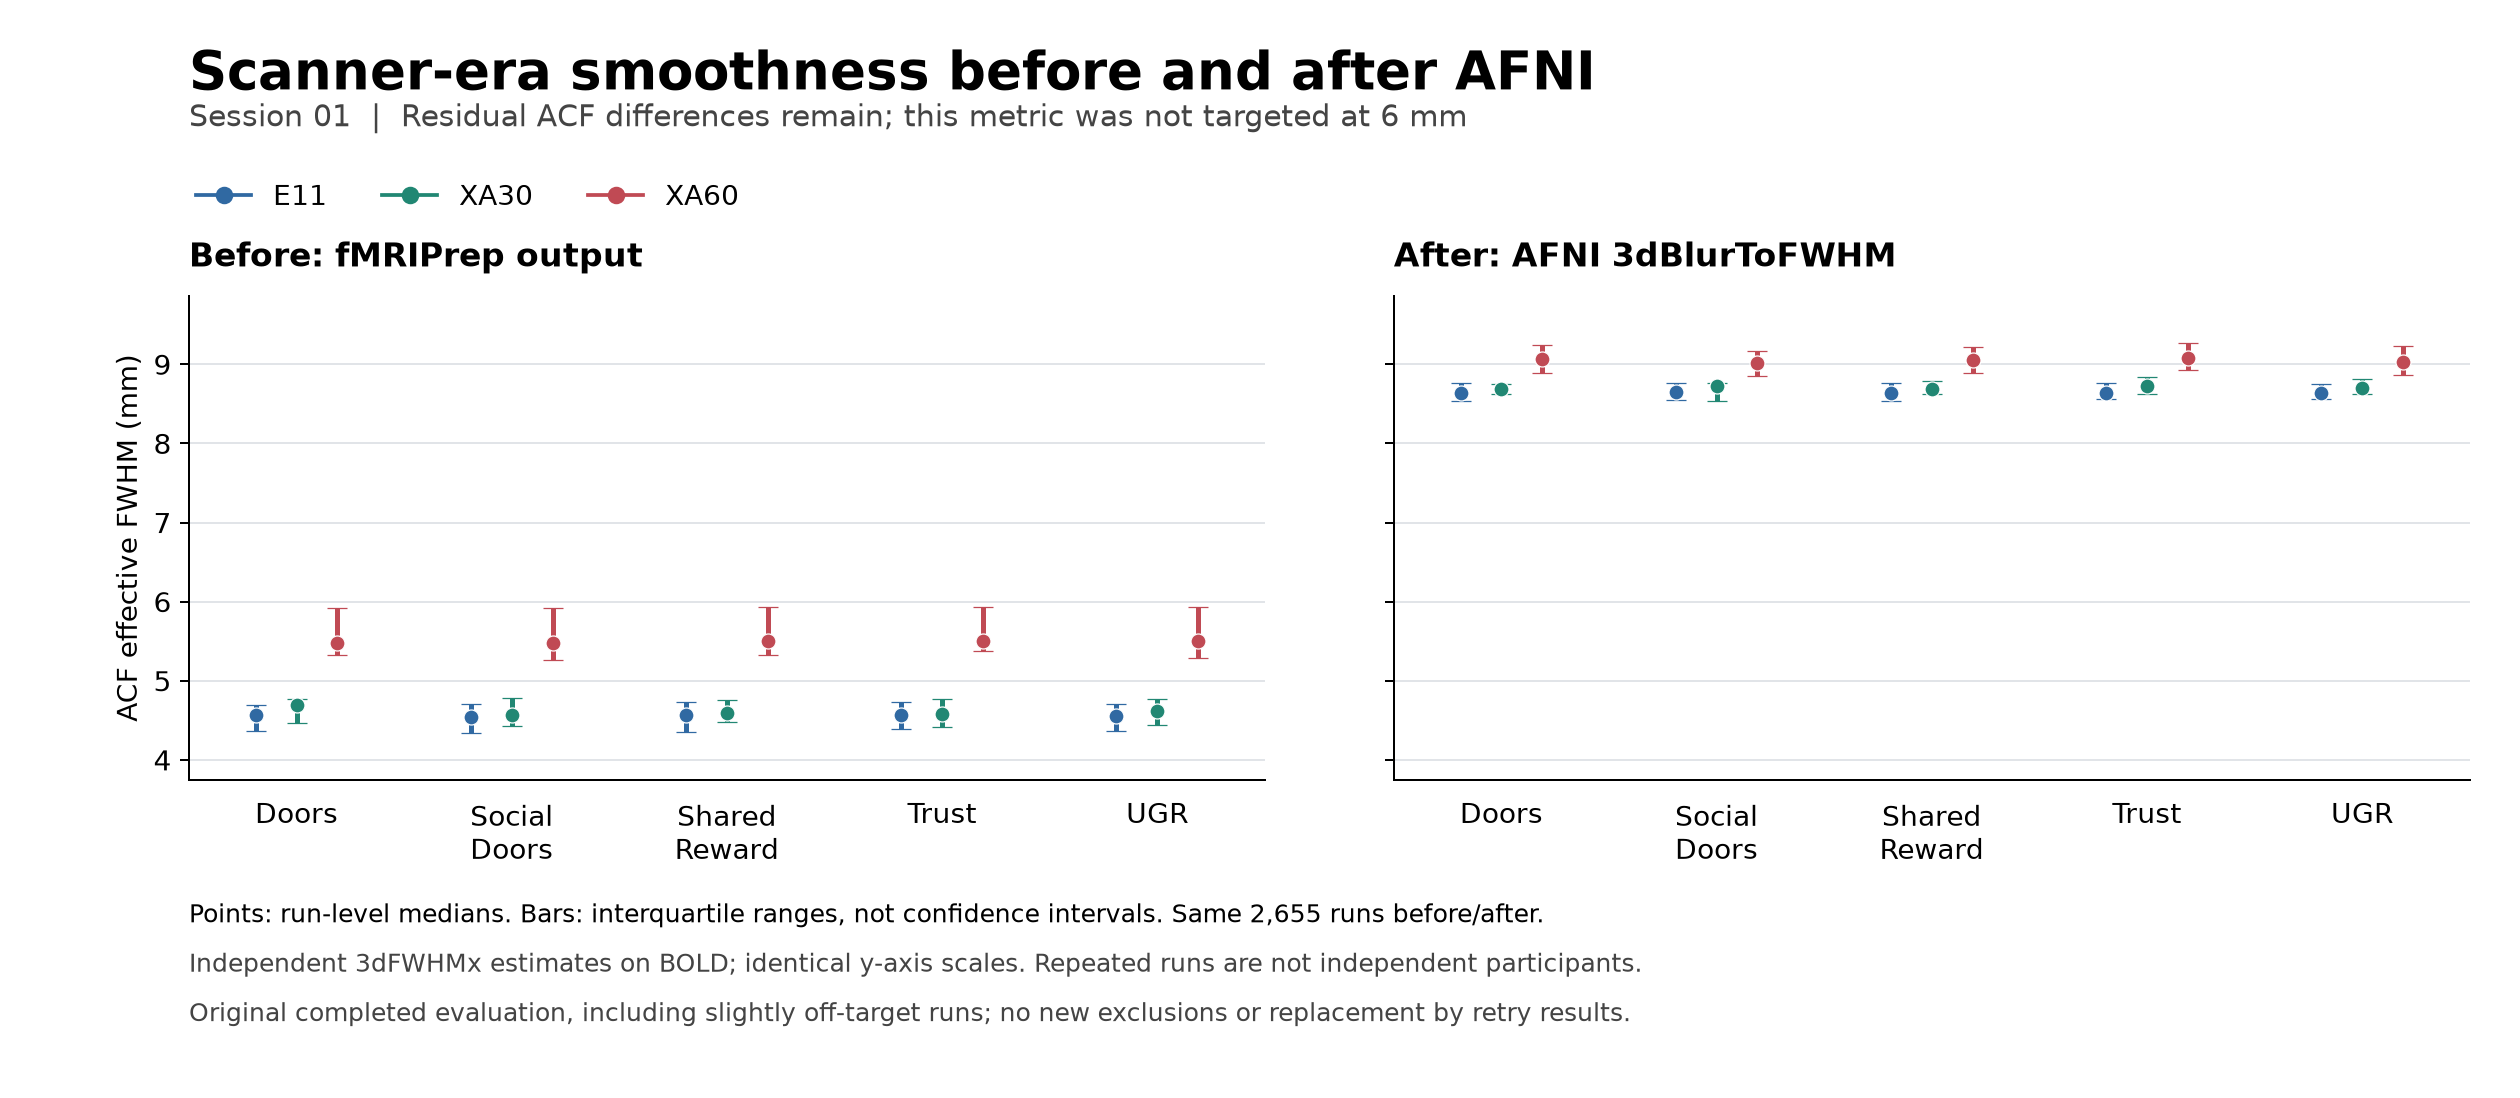 Scanner-era smoothness before and after AFNI
Session 01 | Residual ACF differences remain; this metric was not targeted at 6 mm
E11 XA30 XA60
Before: fMRIPrep output
After: AFNI 3dBlurToFWHM
ACF effective FWHM (mm)
9
8
7
6
5
4
Doors Social Doors Shared Reward Trust UGR
Doors Social Doors Shared Reward Trust UGR
Points: run-level medians. Bars: interquartile ranges, not confidence intervals. Same 2,655 runs before/after.
Independent 3dFWHMx estimates on BOLD; identical y-axis scales. Repeated runs are not independent participants.
Original completed evaluation, including slightly off-target runs; no new exclusions or replacement by retry results.